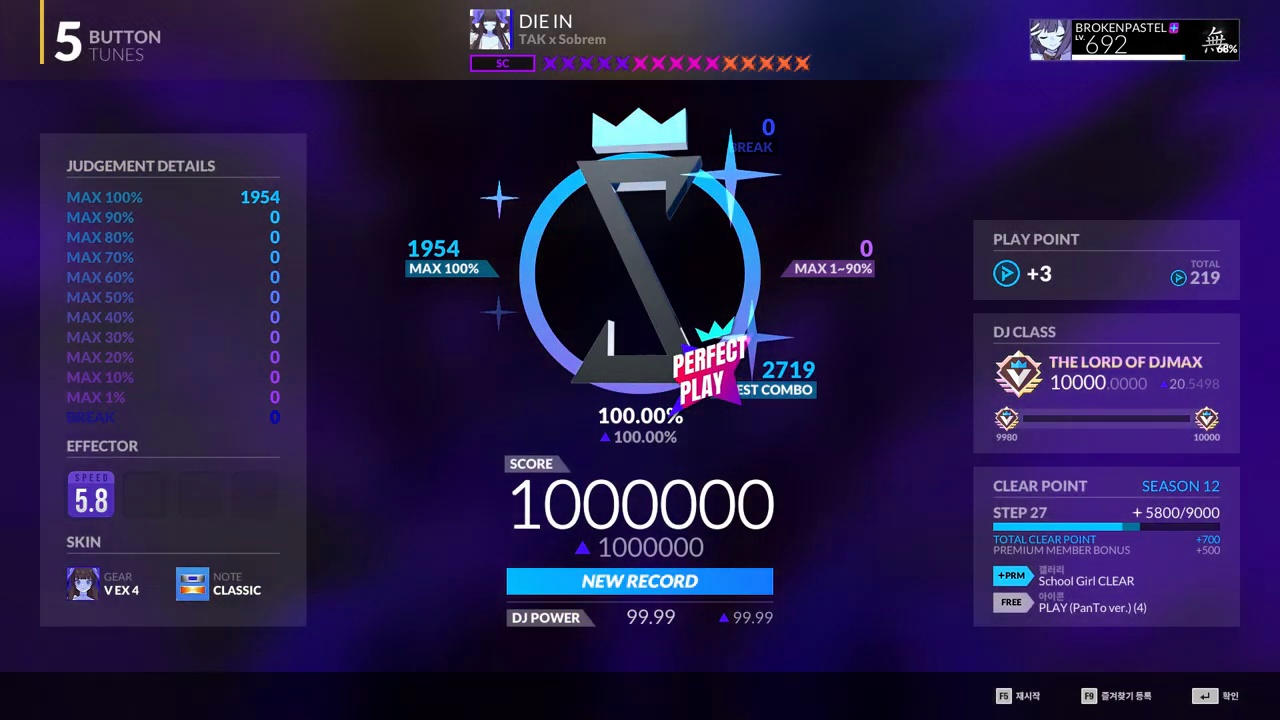 5 BUTTON TUNES
DIE IN
TAK x Sobrem
SC
BROKENPASTEL
LV. 692
無
68%
JUDGEMENT DETAILS
MAX 100% 1954
MAX 90% 0
MAX 80% 0
MAX 70% 0
MAX 60% 0
MAX 50% 0
MAX 40% 0
MAX 30% 0
MAX 20% 0
MAX 10% 0
MAX 1% 0
BREAK 0
EFFECTOR
SPEED
5.8
SKIN
GEAR
V EX 4
NOTE
CLASSIC
0
BREAK
1954
MAX 100%
0
MAX 1~90%
PERFECT PLAY
2719
EST COMBO
100.00%
▲ 100.00%
SCORE
1000000
▲ 1000000
NEW RECORD
DJ POWER 99.99 ▲ 99.99
PLAY POINT
+3
TOTAL
219
DJ CLASS
THE LORD OF DJMAX
10000.0000 ▲20.5498
9980 10000
CLEAR POINT SEASON 12
STEP 27 + 5800/9000
TOTAL CLEAR POINT +700
PREMIUM MEMBER BONUS +500
+PRM 갤러리
School Girl CLEAR
FREE 아이콘
PLAY (PanTo ver.) (4)
F5 재시작 F9 즐겨찾기 등록 ↵ 확인